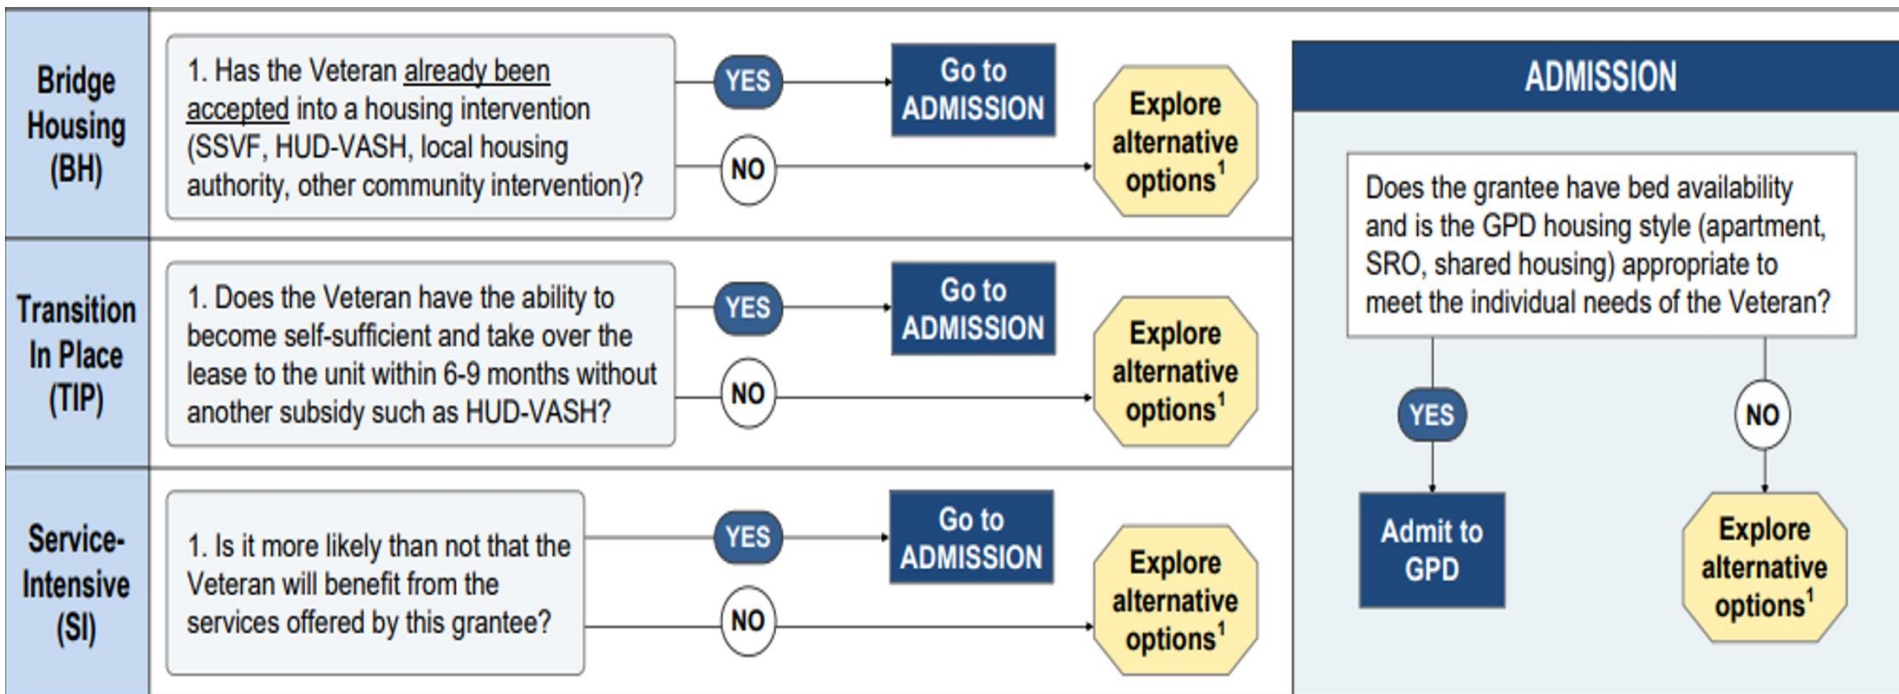 Bridge
Housing
(BH)
1. Has the Veteran already been
accepted into a housing intervention
(SSVF, HUD-VASH, local housing
authority, other community intervention)?
YES
Go to
ADMISSION
NO
Explore
alternative
options¹
Transition
In Place
(TIP)
1. Does the Veteran have the ability to
become self-sufficient and take over the
lease to the unit within 6-9 months without
another subsidy such as HUD-VASH?
YES
Go to
ADMISSION
NO
Explore
alternative
options¹
Service-
Intensive
(SI)
1. Is it more likely than not that the
Veteran will benefit from the
services offered by this grantee?
YES
Go to
ADMISSION
NO
Explore
alternative
options¹
ADMISSION
Does the grantee have bed availability
and is the GPD housing style (apartment,
SRO, shared housing) appropriate to
meet the individual needs of the Veteran?
YES
Admit to
GPD
NO
Explore
alternative
options¹